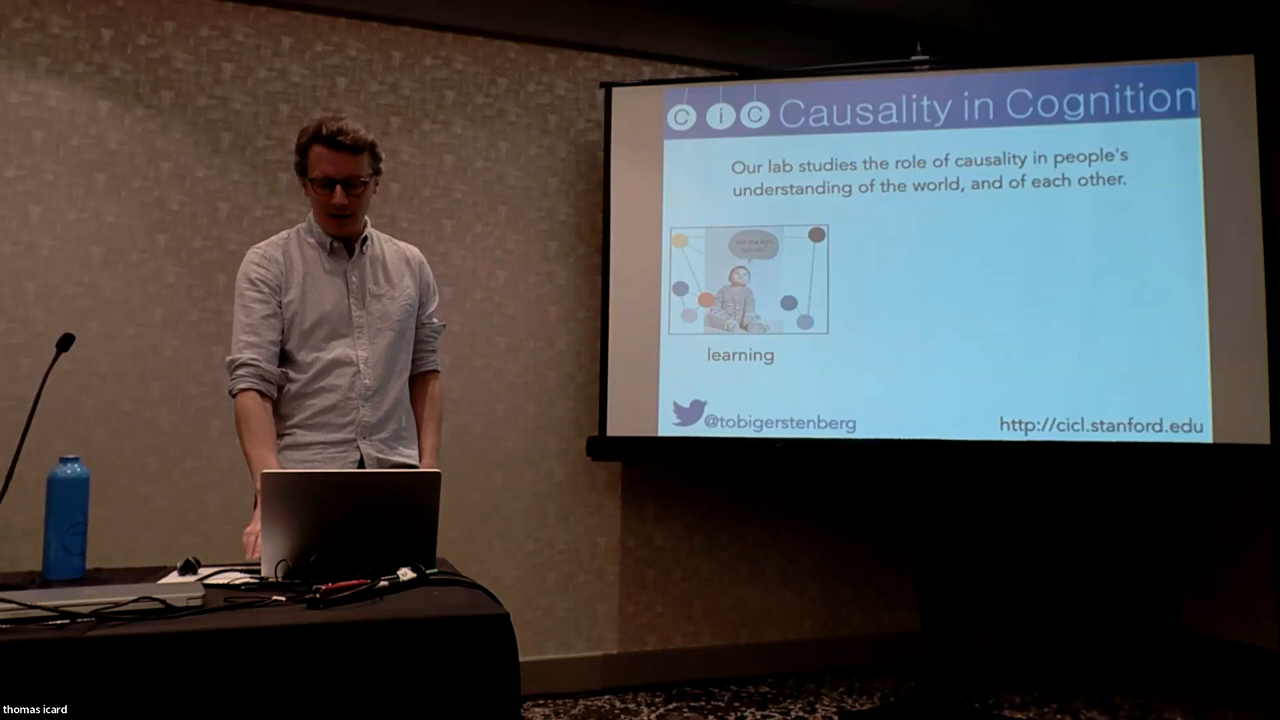 C i C Causality in Cognition
Our lab studies the role of causality in people's
understanding of the world, and of each other.
learning
@tobigerstenberg
http://cicl.stanford.edu
thomas icard